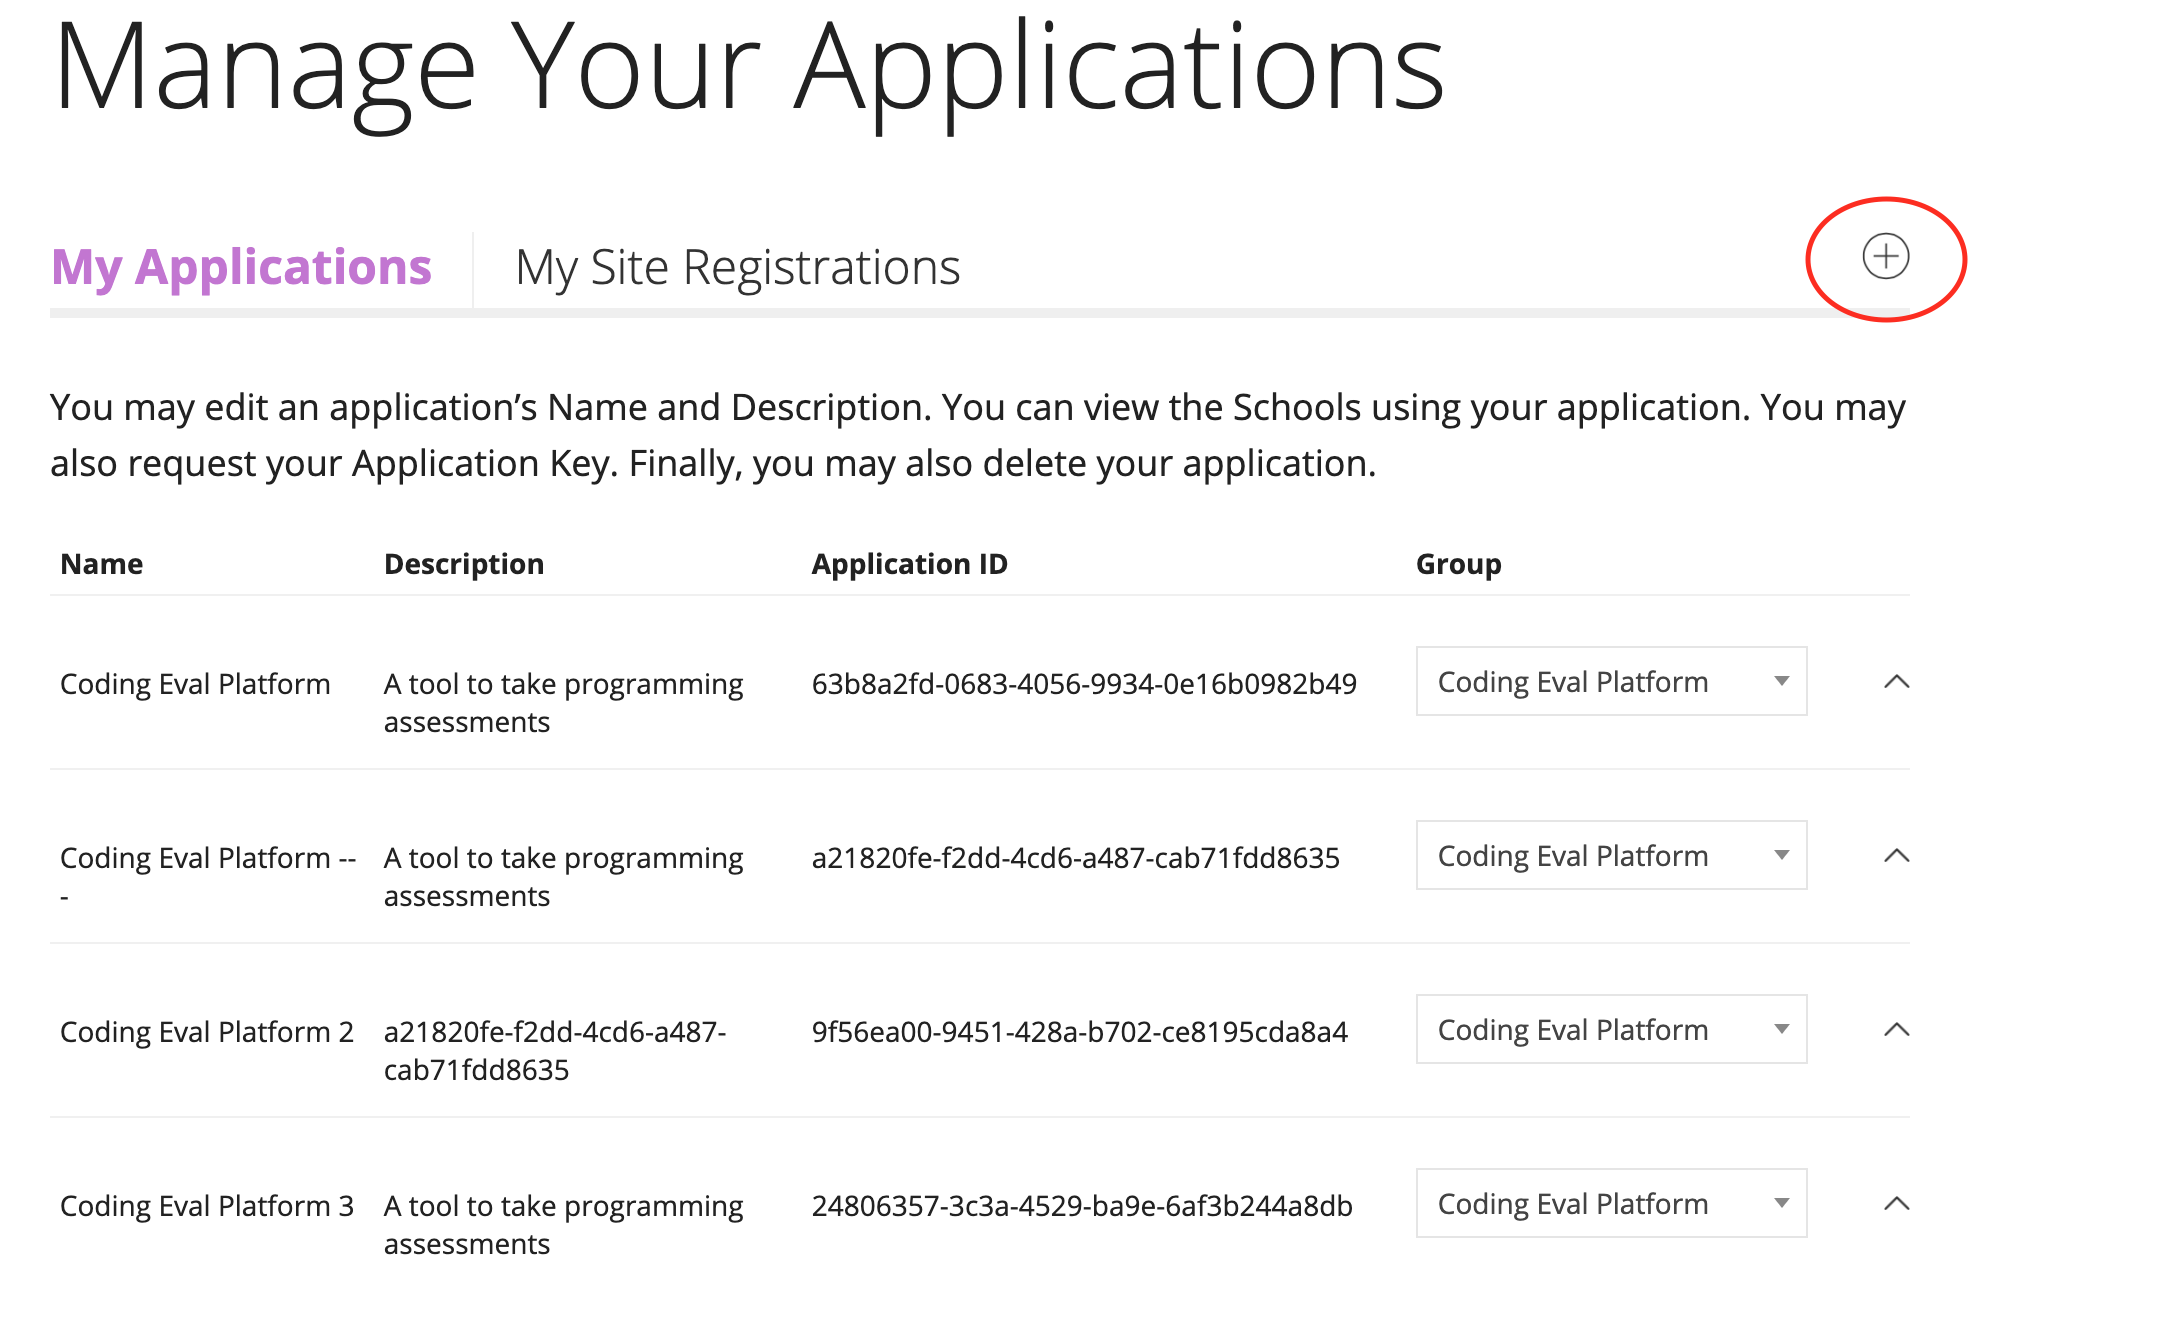 Manage Your Applications
My Applications
My Site Registrations
You may edit an application’s Name and Description. You can view the Schools using your application. You may
also request your Application Key. Finally, you may also delete your application.
Name Description Application ID Group
Coding Eval Platform A tool to take programming 63b8a2fd-0683-4056-9934-0e16b0982b49 Coding Eval Platform
assessments
Coding Eval Platform -- A tool to take programming a21820fe-f2dd-4cd6-a487-cab71fdd8635 Coding Eval Platform
- assessments
Coding Eval Platform 2 a21820fe-f2dd-4cd6-a487- 9f56ea00-9451-428a-b702-ce8195cda8a4 Coding Eval Platform
cab71fdd8635
Coding Eval Platform 3 A tool to take programming 24806357-3c3a-4529-ba9e-6af3b244a8db Coding Eval Platform
assessments